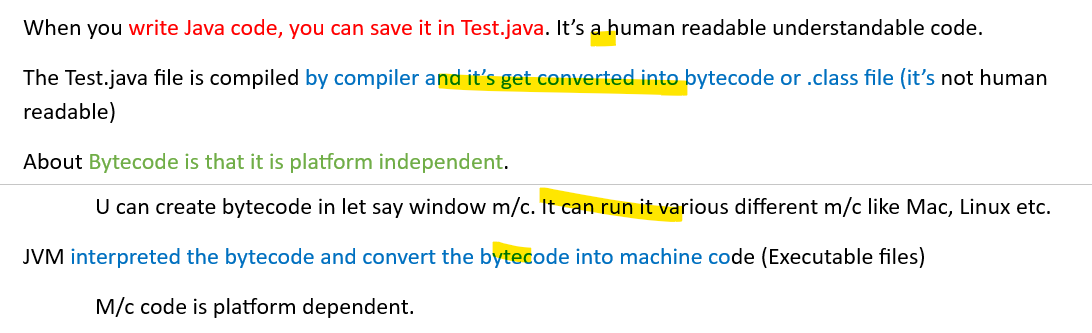 When you write Java code, you can save it in Test.java. It’s a human readable understandable code.
The Test.java file is compiled by compiler and it’s get converted into bytecode or .class file (it’s not human
readable)
About Bytecode is that it is platform independent.
U can create bytecode in let say window m/c. It can run it various different m/c like Mac, Linux etc.
JVM interpreted the bytecode and convert the bytecode into machine code (Executable files)
M/c code is platform dependent.